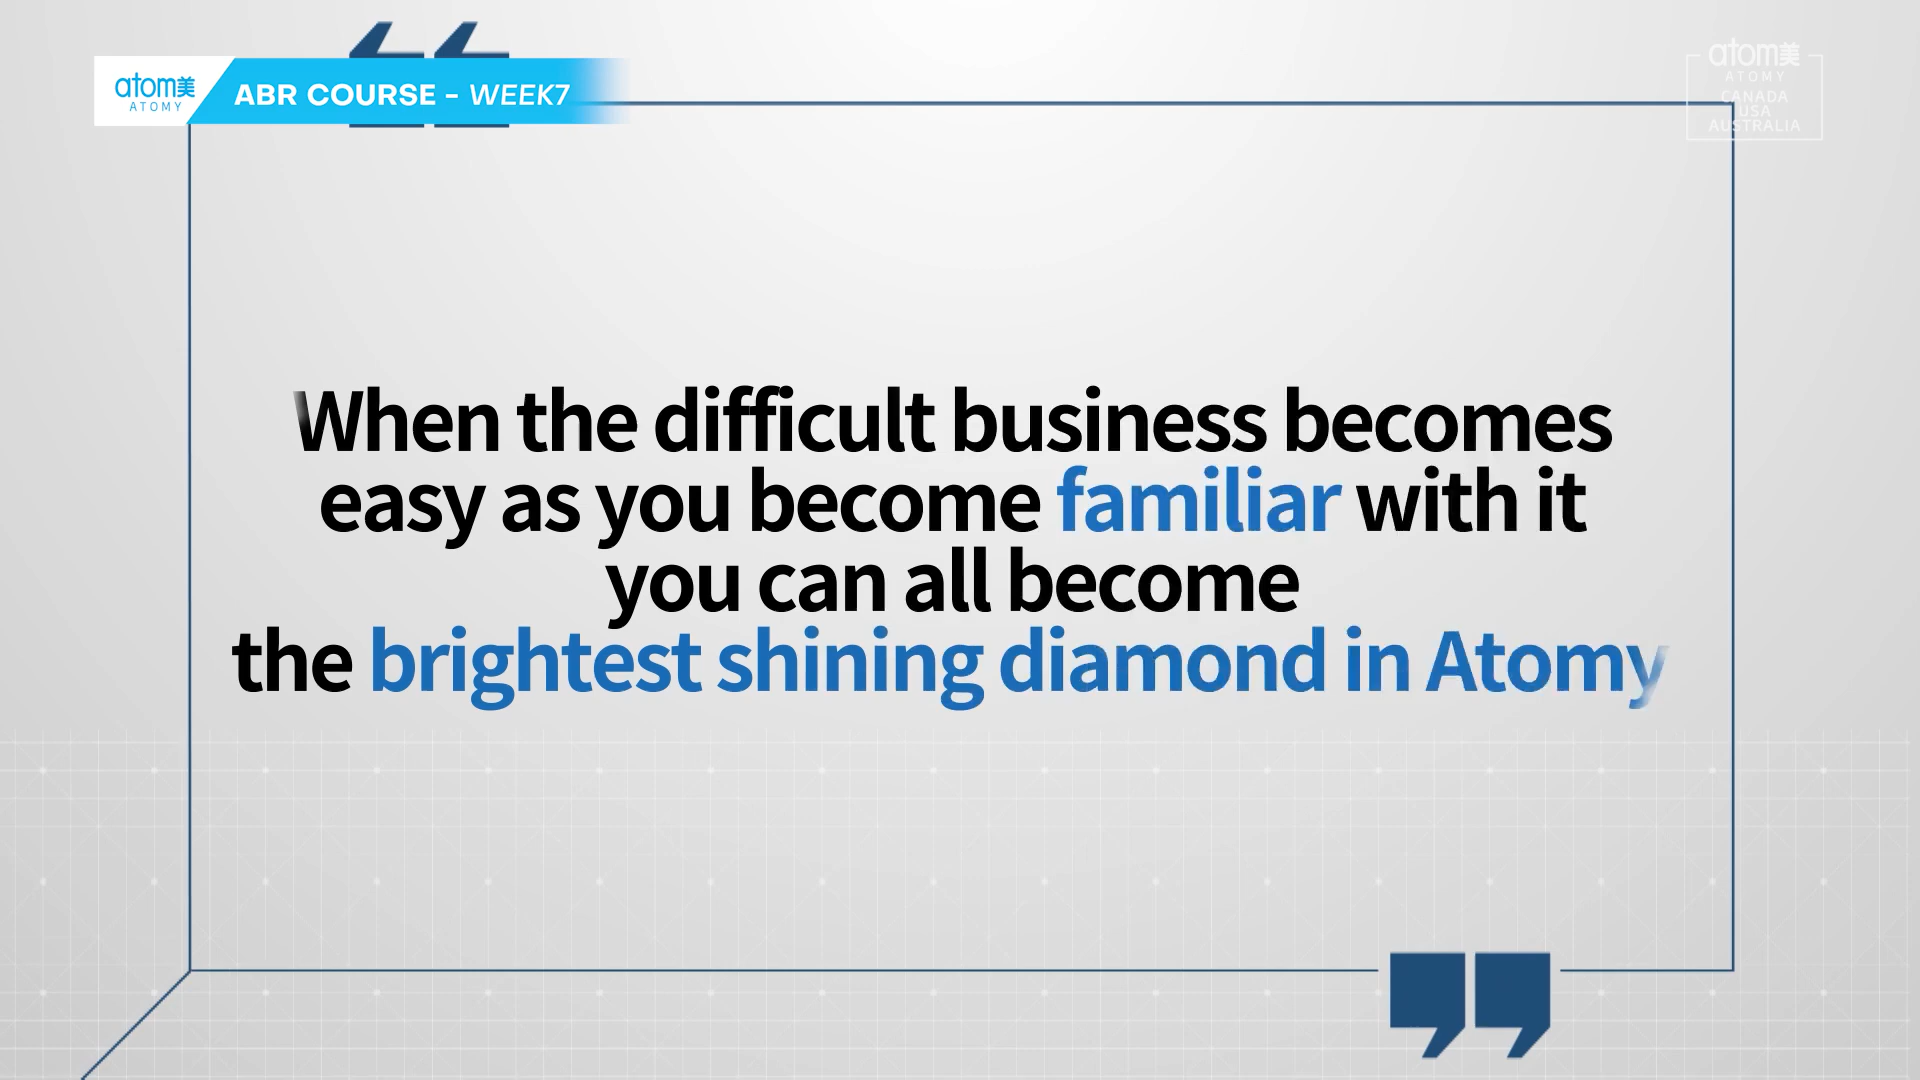 atom美
ATOMY
ABR COURSE - WEEK7
atom美
ATOMY
CANADA
USA
AUSTRALIA
When the difficult business becomes
easy as you become familiar with it
you can all become
the brightest shining diamond in Atomy